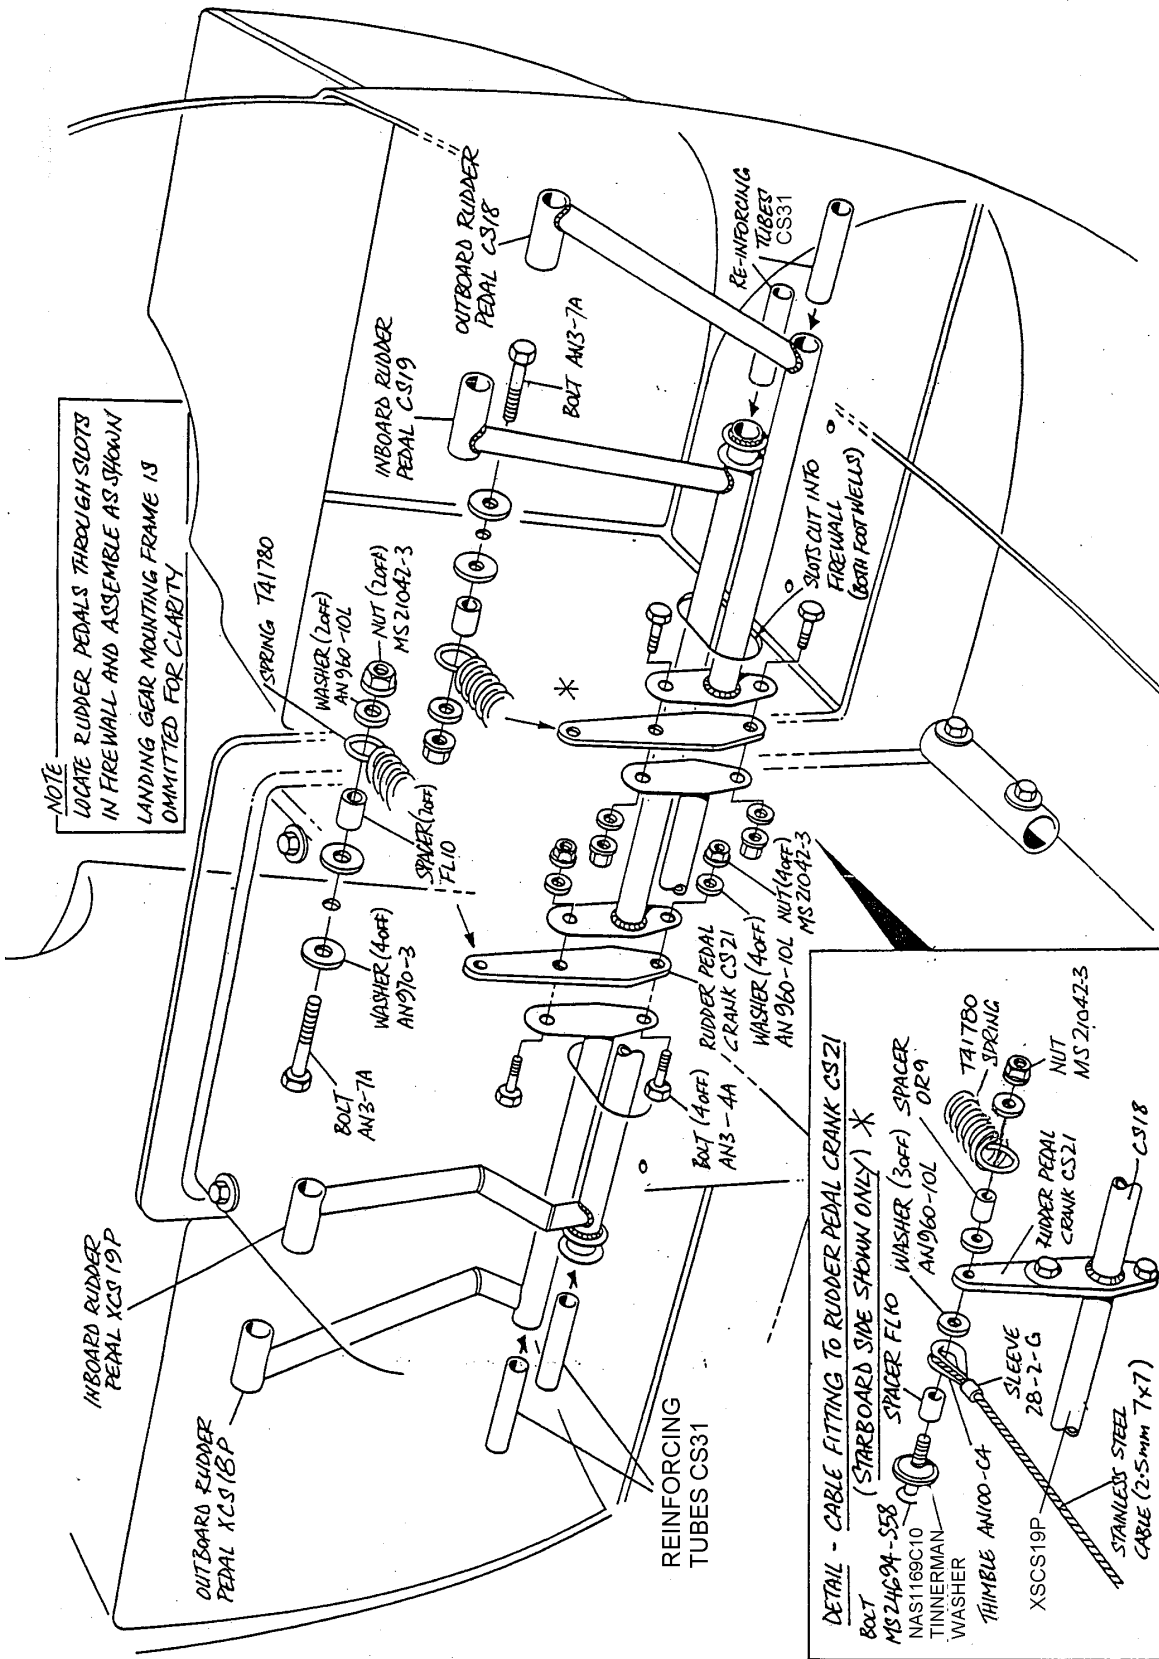 NOTE
LOCATE RUDDER PEDALS THROUGH SLOTS
IN FIREWALL AND ASSEMBLE AS SHOWN
LANDING GEAR MOUNTING FRAME IS
OMMITTED FOR CLARITY
OUTBOARD RUDDER
PEDAL XCS18P
INBOARD RUDDER
PEDAL XCS19P
BOLT
AN3-7A
WASHER (4OFF)
AN970-3
SPACER (2OFF)
FL10
SPRING T41780
WASHER (2OFF)
AN960-10L
NUT (2OFF)
MS21042-3
INBOARD RUDDER
PEDAL CS19
OUTBOARD RUDDER
PEDAL CS18
BOLT AN3-7A
RE-INFORCING
TUBES
CS31
*
SLOTS CUT INTO
FIREWALL
(BOTH FOOTWELLS)
REINFORCING
TUBES CS31
BOLT (4OFF)
AN3-4A
RUDDER PEDAL
CRANK CS21
WASHER (4OFF)
AN960-10L
NUT (4OFF)
MS21042-3
DETAIL - CABLE FITTING TO RUDDER PEDAL CRANK CS21
(STARBOARD SIDE SHOWN ONLY) *
BOLT
MS24694-S58
NAS1169C10
TINNERMAN
WASHER
SPACER FL10
WASHER (3OFF)
AN960-10L
SPACER
OR9
T41780
SPRING
NUT
MS21042-3
THIMBLE AN100-C4
SLEEVE
28-2-G
RUDDER PEDAL
CRANK CS21
XSCS19P
CS18
STAINLESS STEEL
CABLE (2.5mm 7x7)